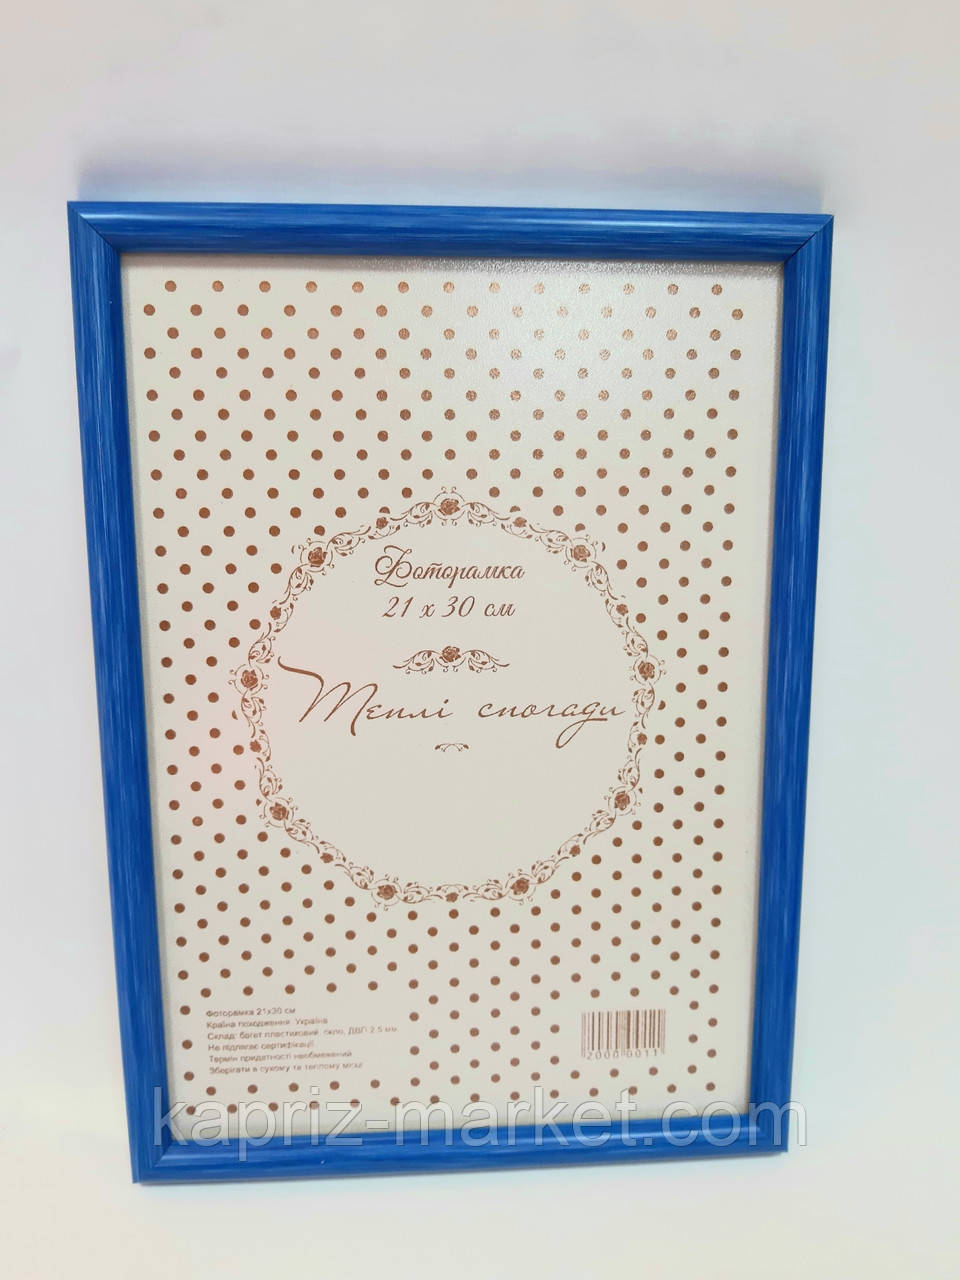 Фоторамка
21 х 30 см
Теплі спогади
Фоторамка 21х30 см
Країна походження: Україна
Склад: багет пластиковий, скло, ДВП 2.5 мм.
Не підлягає сертифікації
Термін придатності необмежений
Зберігати в сухому та теплому місці
2000 0011
kapriz-market.com